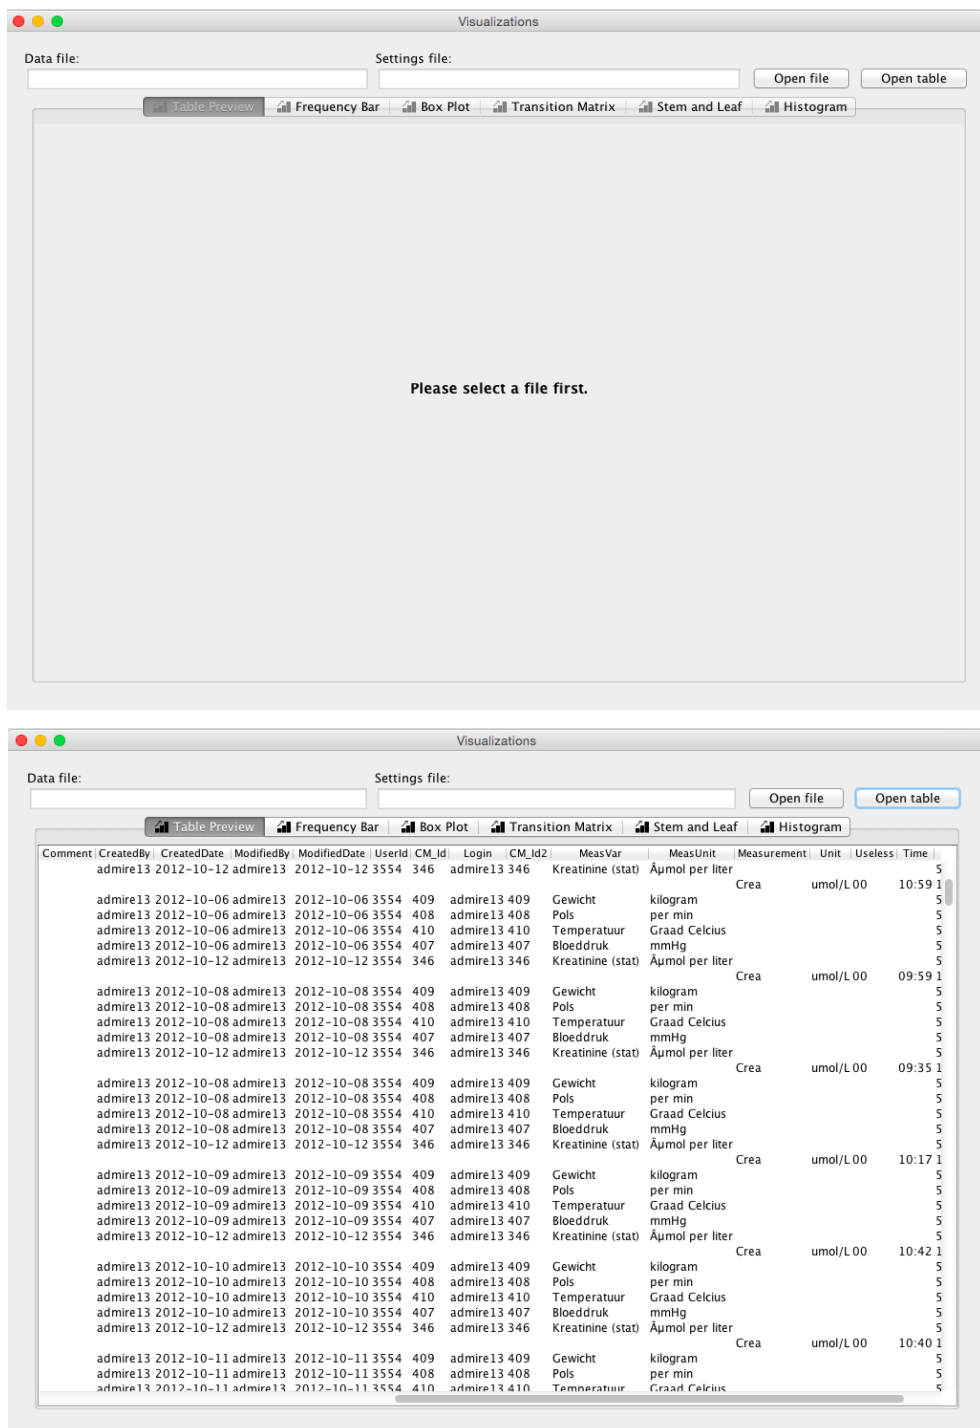 Visualizations
Data file: Settings file:
Open file Open table
Table Preview Frequency Bar Box Plot Transition Matrix Stem and Leaf Histogram
Please select a file first.
Visualizations
Data file: Settings file:
Open file Open table
Table Preview Frequency Bar Box Plot Transition Matrix Stem and Leaf Histogram
Comment CreatedBy CreatedDate ModifiedBy ModifiedDate UserId CM_Id Login CM_Id2 MeasVar MeasUnit Measurement Unit Useless Time
admire13 2012-10-12 admire13 2012-10-12 3554 346 admire13 346 Kreatinine (stat) Âµmol per liter 5
Crea umol/L 00 10:59 1
admire13 2012-10-06 admire13 2012-10-06 3554 409 admire13 409 Gewicht kilogram 5
admire13 2012-10-06 admire13 2012-10-06 3554 408 admire13 408 Pols per min 5
admire13 2012-10-06 admire13 2012-10-06 3554 410 admire13 410 Temperatuur Graad Celcius 5
admire13 2012-10-06 admire13 2012-10-06 3554 407 admire13 407 Bloeddruk mmHg 5
admire13 2012-10-12 admire13 2012-10-12 3554 346 admire13 346 Kreatinine (stat) Âµmol per liter 5
Crea umol/L 00 09:59 1
admire13 2012-10-08 admire13 2012-10-08 3554 409 admire13 409 Gewicht kilogram 5
admire13 2012-10-08 admire13 2012-10-08 3554 408 admire13 408 Pols per min 5
admire13 2012-10-08 admire13 2012-10-08 3554 410 admire13 410 Temperatuur Graad Celcius 5
admire13 2012-10-08 admire13 2012-10-08 3554 407 admire13 407 Bloeddruk mmHg 5
admire13 2012-10-12 admire13 2012-10-12 3554 346 admire13 346 Kreatinine (stat) Âµmol per liter 5
Crea umol/L 00 09:35 1
admire13 2012-10-08 admire13 2012-10-08 3554 409 admire13 409 Gewicht kilogram 5
admire13 2012-10-08 admire13 2012-10-08 3554 408 admire13 408 Pols per min 5
admire13 2012-10-08 admire13 2012-10-08 3554 410 admire13 410 Temperatuur Graad Celcius 5
admire13 2012-10-08 admire13 2012-10-08 3554 407 admire13 407 Bloeddruk mmHg 5
admire13 2012-10-12 admire13 2012-10-12 3554 346 admire13 346 Kreatinine (stat) Âµmol per liter 5
Crea umol/L 00 10:17 1
admire13 2012-10-09 admire13 2012-10-09 3554 409 admire13 409 Gewicht kilogram 5
admire13 2012-10-09 admire13 2012-10-09 3554 408 admire13 408 Pols per min 5
admire13 2012-10-09 admire13 2012-10-09 3554 410 admire13 410 Temperatuur Graad Celcius 5
admire13 2012-10-09 admire13 2012-10-09 3554 407 admire13 407 Bloeddruk mmHg 5
admire13 2012-10-12 admire13 2012-10-12 3554 346 admire13 346 Kreatinine (stat) Âµmol per liter 5
Crea umol/L 00 10:42 1
admire13 2012-10-10 admire13 2012-10-10 3554 409 admire13 409 Gewicht kilogram 5
admire13 2012-10-10 admire13 2012-10-10 3554 408 admire13 408 Pols per min 5
admire13 2012-10-10 admire13 2012-10-10 3554 410 admire13 410 Temperatuur Graad Celcius 5
admire13 2012-10-10 admire13 2012-10-10 3554 407 admire13 407 Bloeddruk mmHg 5
admire13 2012-10-12 admire13 2012-10-12 3554 346 admire13 346 Kreatinine (stat) Âµmol per liter 5
Crea umol/L 00 10:40 1
admire13 2012-10-11 admire13 2012-10-11 3554 409 admire13 409 Gewicht kilogram 5
admire13 2012-10-11 admire13 2012-10-11 3554 408 admire13 408 Pols per min 5
admire13 2012-10-11 admire13 2012-10-11 3554 410 admire13 410 Temperatuur Graad Celcius 5